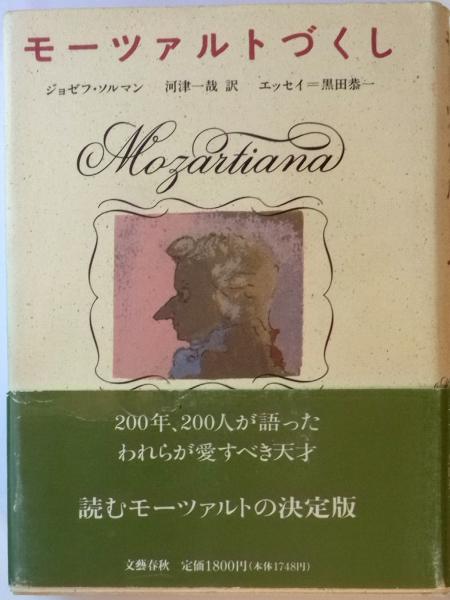 モーツァルトづくし
ジョゼフ・ソルマン 河津一哉 訳 エッセイ=黒田恭一
Mozartiana
200年、200人が語った
われらが愛すべき天才
読むモーツァルトの決定版
文藝春秋 定価1800円(本体1748円)